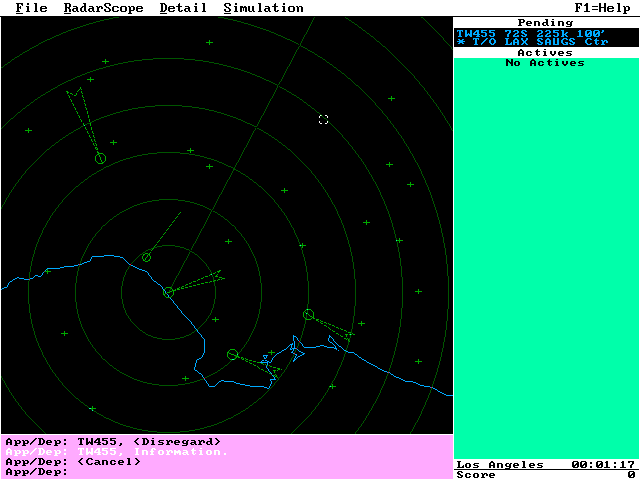 File RadarScope Detail Simulation F1=Help
Pending
TW455 72S 225k 100'
* T/O LAX SAUGS Ctr
Actives
No Actives
App/Dep: TW455, <Disregard>
App/Dep: TW455, Information.
App/Dep: <Cancel>
App/Dep:
Los Angeles 00:01:17
Score 0